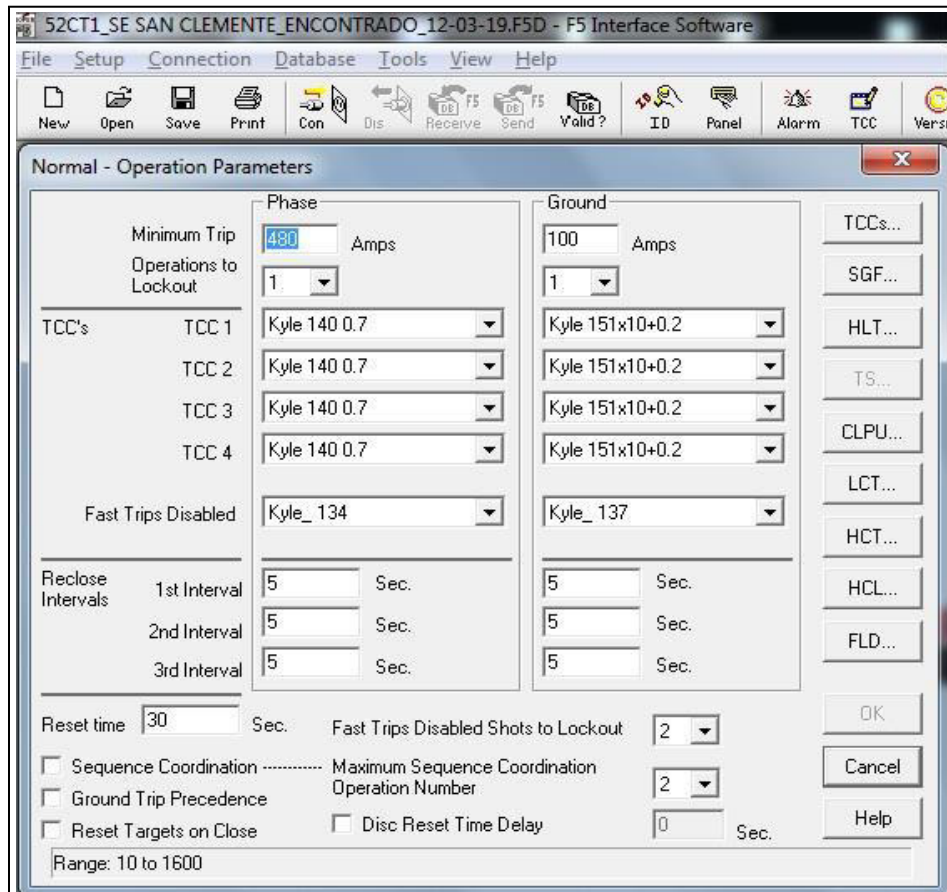 52CT1_SE SAN CLEMENTE_ENCONTRADO_12-03-19.F5D - F5 Interface Software
File Setup Connection Database Tools View Help
New Open Save Print Con Dis Receive Send Valid? ID Panel Alarm TCC
Normal - Operation Parameters
Phase Ground
Minimum Trip 480 Amps 100 Amps
Operations to Lockout 1 1
TCC's TCC 1 Kyle 140 0.7 Kyle 151x10+0.2
TCC 2 Kyle 140 0.7 Kyle 151x10+0.2
TCC 3 Kyle 140 0.7 Kyle 151x10+0.2
TCC 4 Kyle 140 0.7 Kyle 151x10+0.2
Fast Trips Disabled Kyle_ 134 Kyle_ 137
Reclose Intervals 1st Interval 5 Sec. 5 Sec.
2nd Interval 5 Sec. 5 Sec.
3rd Interval 5 Sec. 5 Sec.
Reset time 30 Sec. Fast Trips Disabled Shots to Lockout 2
Sequence Coordination ---------- Maximum Sequence Coordination Operation Number 2
Ground Trip Precedence
Reset Targets on Close Disc Reset Time Delay 0 Sec.
Range: 10 to 1600
TCCs...
SGF...
HLT...
TS...
CLPU...
LCT...
HCT...
HCL...
FLD...
OK
Cancel
Help